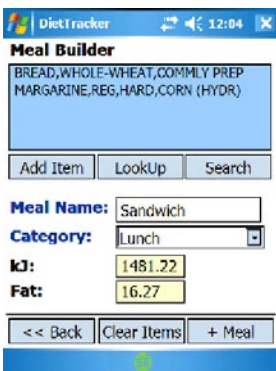 DietTracker 12:04
Meal Builder
BREAD,WHOLE-WHEAT,COMMLY PREP
MARGARINE,REG,HARD,CORN (HYDR)
Add Item LookUp Search
Meal Name: Sandwich
Category: Lunch
kJ: 1481.22
Fat: 16.27
<< Back Clear Items + Meal